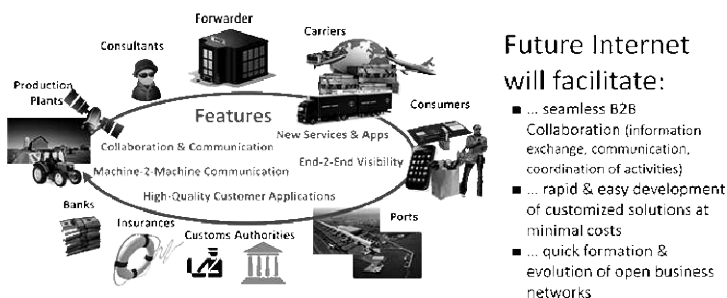 Forwarder
Consultants
Carriers
Production
Plants
Features
Consumers
New Services & Apps
Collaboration & Communication
End-2-End Visibility
Machine-2-Machine Communication
High-Quality Customer Applications
Banks
Insurances
Customs Authorities
Ports
Future Internet
will facilitate:
■ ... seamless B2B
Collaboration (information
exchange, communication,
coordination of activities)
■ ... rapid & easy development
of customized solutions at
minimal costs
■ ... quick formation &
evolution of open business
networks